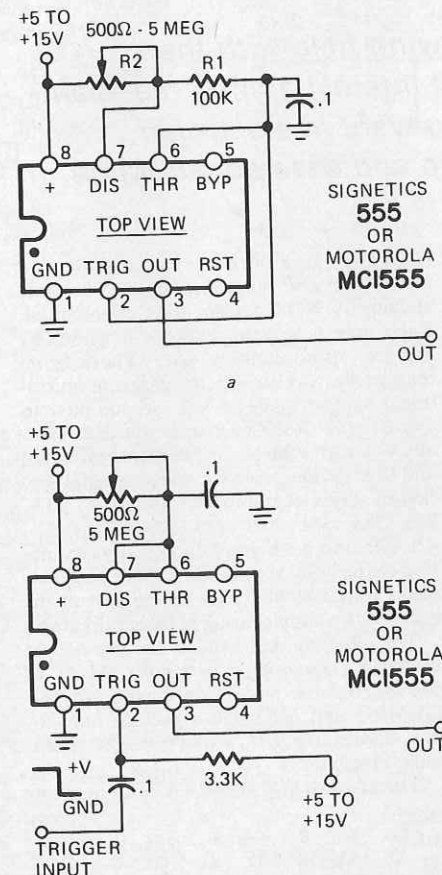 +5 TO
+15V
500Ω - 5 MEG
R2
R1
100K
.1
8 7 6 5
+ DIS THR BYP
TOP VIEW
GND TRIG OUT RST
1 2 3 4
SIGNETICS
555
OR
MOTOROLA
MCI555
OUT
a
+5 TO
+15V
.1
500Ω
5 MEG
8 7 6 5
+ DIS THR BYP
TOP VIEW
GND TRIG OUT RST
1 2 3 4
SIGNETICS
555
OR
MOTOROLA
MCI555
OUT
+V
GND
.1
3.3K
+5 TO
+15V
TRIGGER
INPUT